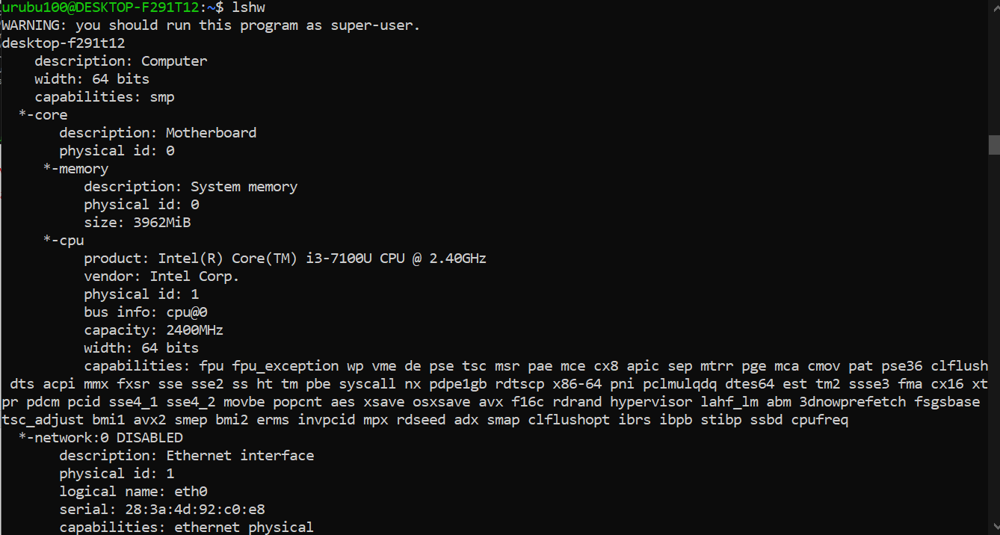 urubu100@DESKTOP-F291T12:~$ lshw
WARNING: you should run this program as super-user.
desktop-f291t12
    description: Computer
    width: 64 bits
    capabilities: smp
  *-core
       description: Motherboard
       physical id: 0
     *-memory
          description: System memory
          physical id: 0
          size: 3962MiB
     *-cpu
          product: Intel(R) Core(TM) i3-7100U CPU @ 2.40GHz
          vendor: Intel Corp.
          physical id: 1
          bus info: cpu@0
          capacity: 2400MHz
          width: 64 bits
          capabilities: fpu fpu_exception wp vme de pse tsc msr pae mce cx8 apic sep mtrr pge mca cmov pat pse36 clflush
 dts acpi mmx fxsr sse sse2 ss ht tm pbe syscall nx pdpe1gb rdtscp x86-64 pni pclmulqdq dtes64 est tm2 ssse3 fma cx16 xt
pr pdcm pcid sse4_1 sse4_2 movbe popcnt aes xsave osxsave avx f16c rdrand hypervisor lahf_lm abm 3dnowprefetch fsgsbase
tsc_adjust bmi1 avx2 smep bmi2 erms invpcid mpx rdseed adx smap clflushopt ibrs ibpb stibp ssbd cpufreq
  *-network:0 DISABLED
       description: Ethernet interface
       physical id: 1
       logical name: eth0
       serial: 28:3a:4d:92:c0:e8
       capabilities: ethernet physical